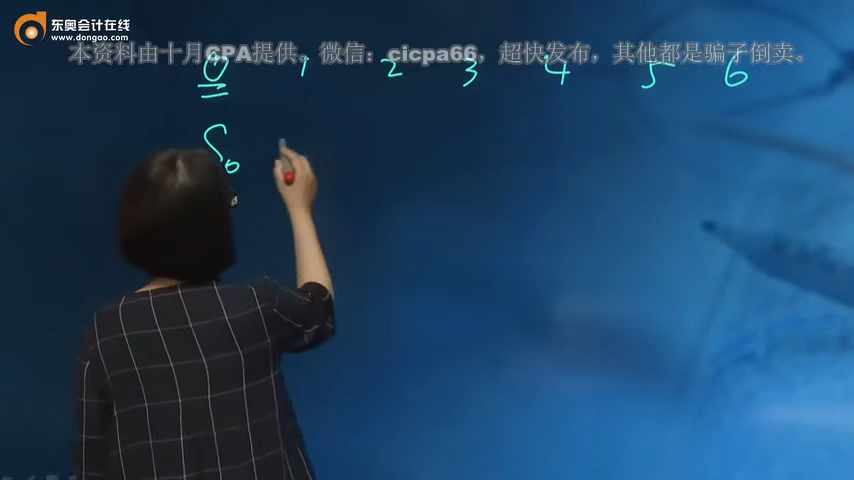 东奥会计在线
www.dongao.com
本资料由十月CPA提供。微信：cicpa66，超快发布，其他都是骗子倒卖。
0 1 2 3 4 5 6
S0